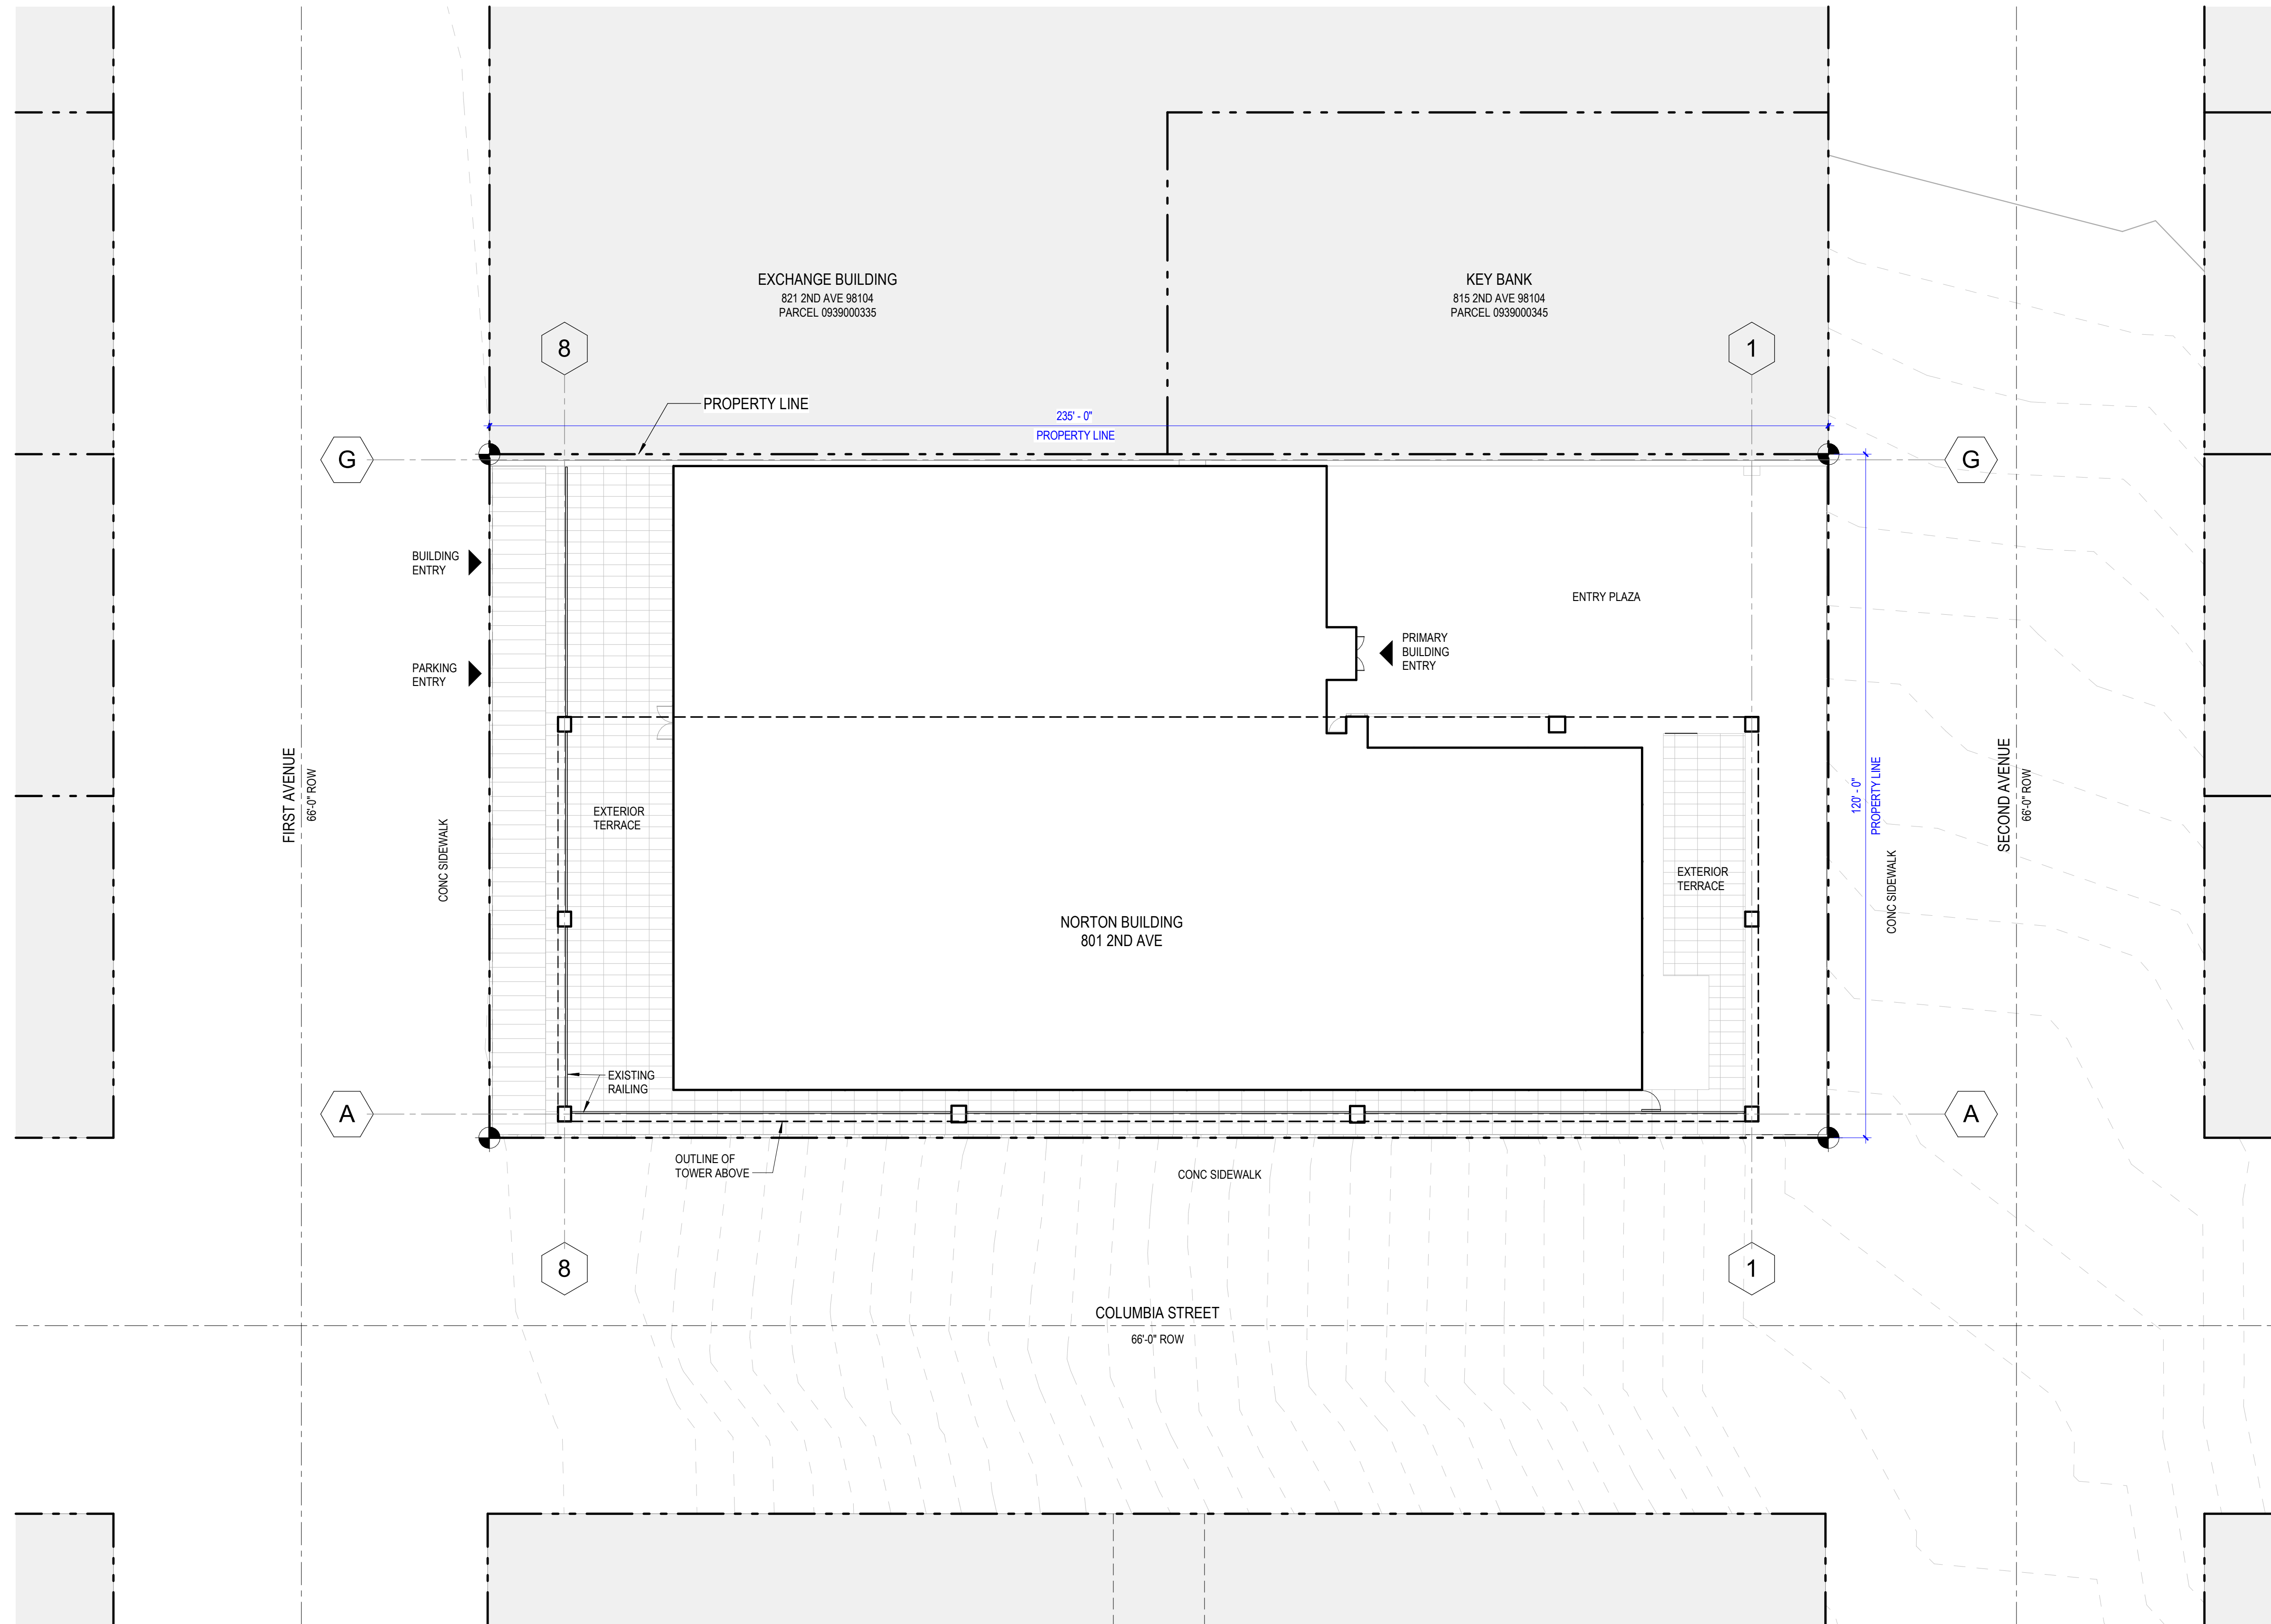 EXCHANGE BUILDING
821 2ND AVE 98104
PARCEL 0939000335
KEY BANK
815 2ND AVE 98104
PARCEL 0939000345
8
1
PROPERTY LINE
235' - 0"
PROPERTY LINE
G
G
BUILDING
ENTRY
ENTRY PLAZA
PRIMARY
BUILDING
ENTRY
PARKING
ENTRY
FIRST AVENUE
66'-0" ROW
CONC SIDEWALK
EXTERIOR
TERRACE
120' - 0"
PROPERTY LINE
SECOND AVENUE
66'-0" ROW
EXTERIOR
TERRACE
CONC SIDEWALK
NORTON BUILDING
801 2ND AVE
EXISTING
RAILING
A
A
OUTLINE OF
TOWER ABOVE
CONC SIDEWALK
8
1
COLUMBIA STREET
66'-0" ROW